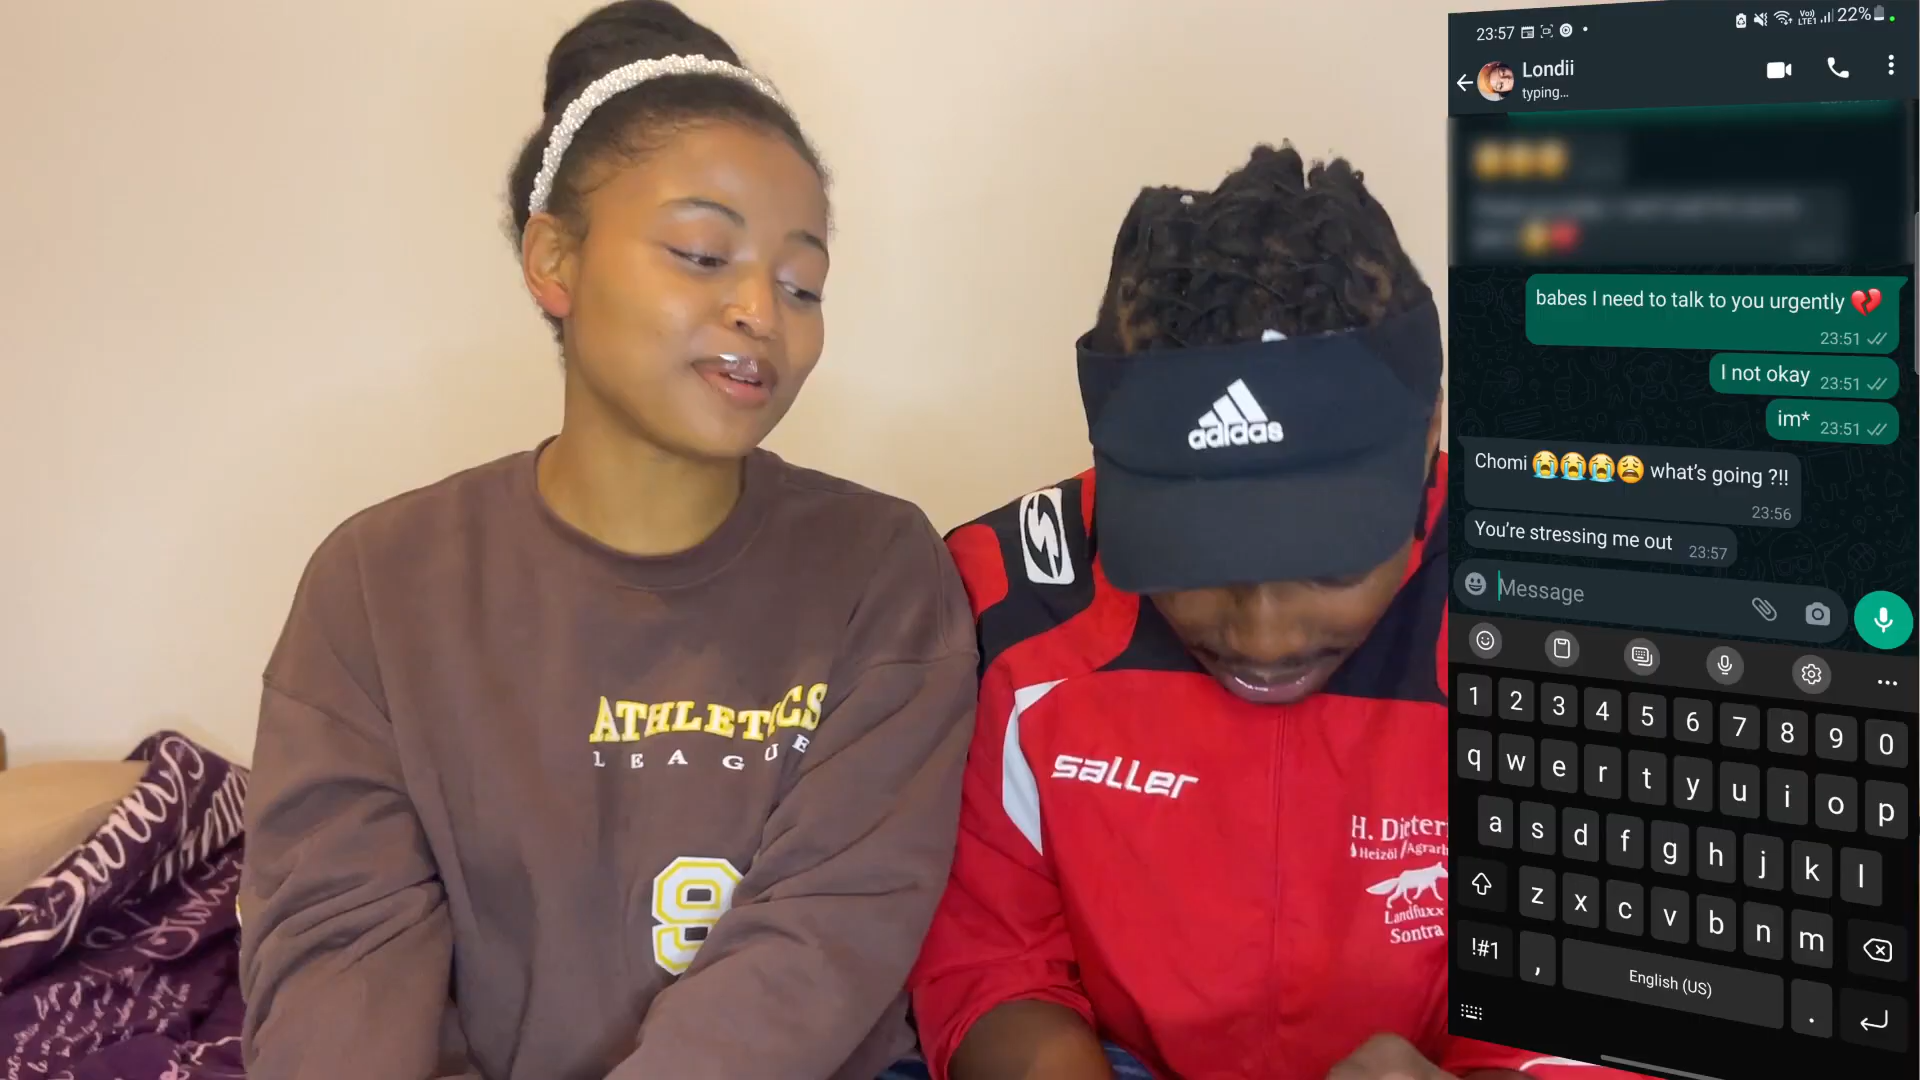 23:57
Vo)) LTE1
22%
Londii
typing...
babes I need to talk to you urgently 💔
23:51
I not okay 23:51
im* 23:51
Chomi 😭😭😭😩 what's going ?!!
23:56
You're stressing me out 23:57
Message
1 2 3 4 5 6 7 8 9 0
q w e r t y u i o p
a s d f g h j k l
z x c v b n m
!#1 , English (US) .
adidas
ATHLETICS
LEAGUE
9
saller
H. Dieter
Heizöl / Agrarh
Landfuxx
Sontra